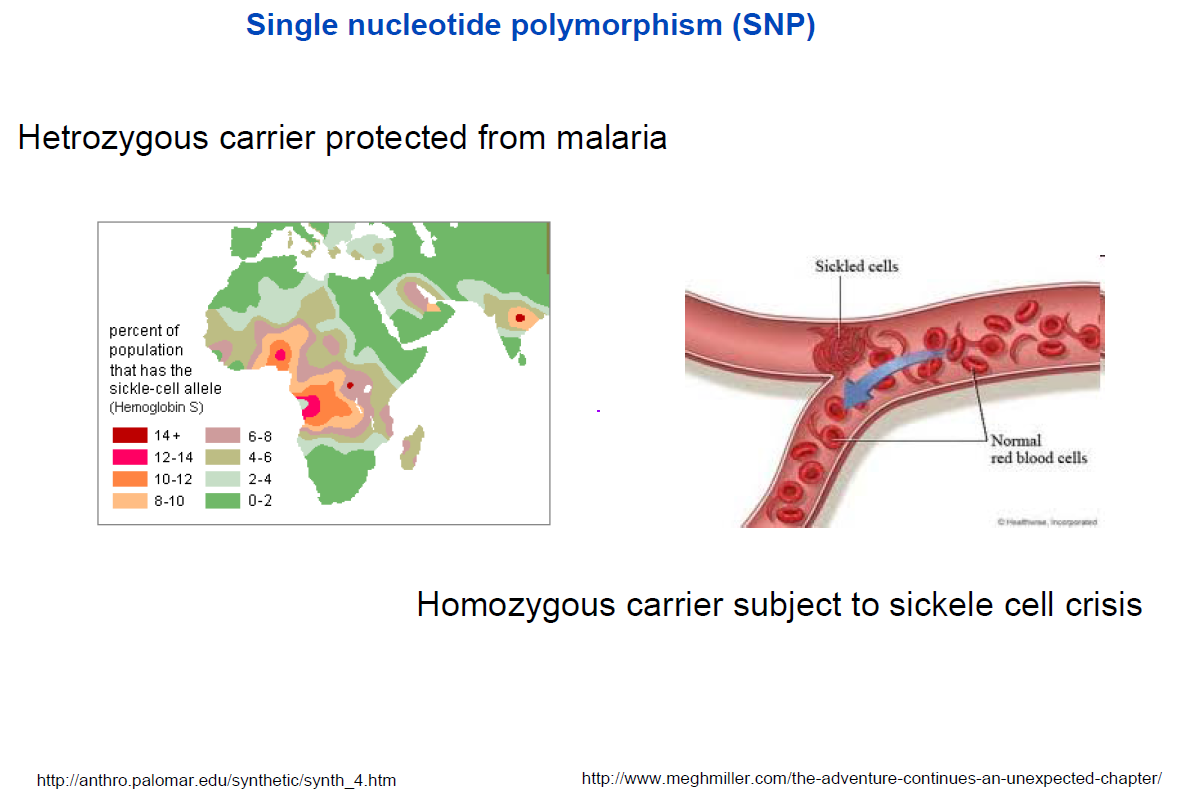 Single nucleotide polymorphism (SNP)
Hetrozygous carrier protected from malaria
percent of
population
that has the
sickle-cell allele
(Hemoglobin S)
14+
12-14
10-12
8-10
6-8
4-6
2-4
0-2
Sickled cells
Normal
red blood cells
© Healthwise, Incorporated
Homozygous carrier subject to sickele cell crisis
http://anthro.palomar.edu/synthetic/synth_4.htm
http://www.meghmiller.com/the-adventure-continues-an-unexpected-chapter/